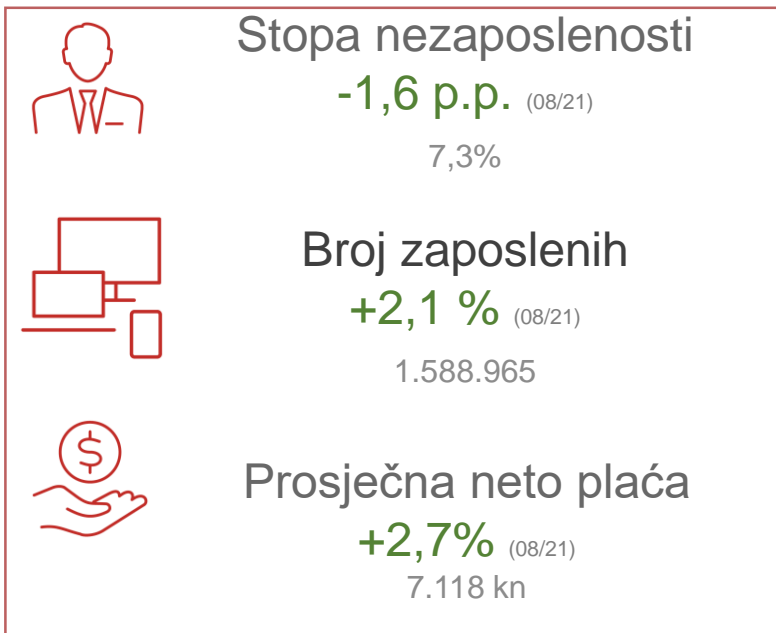 Stopa nezaposlenosti
-1,6 p.p. (08/21)
7,3%
Broj zaposlenih
+2,1 % (08/21)
1.588.965
$
Prosječna neto plaća
+2,7% (08/21)
7.118 kn